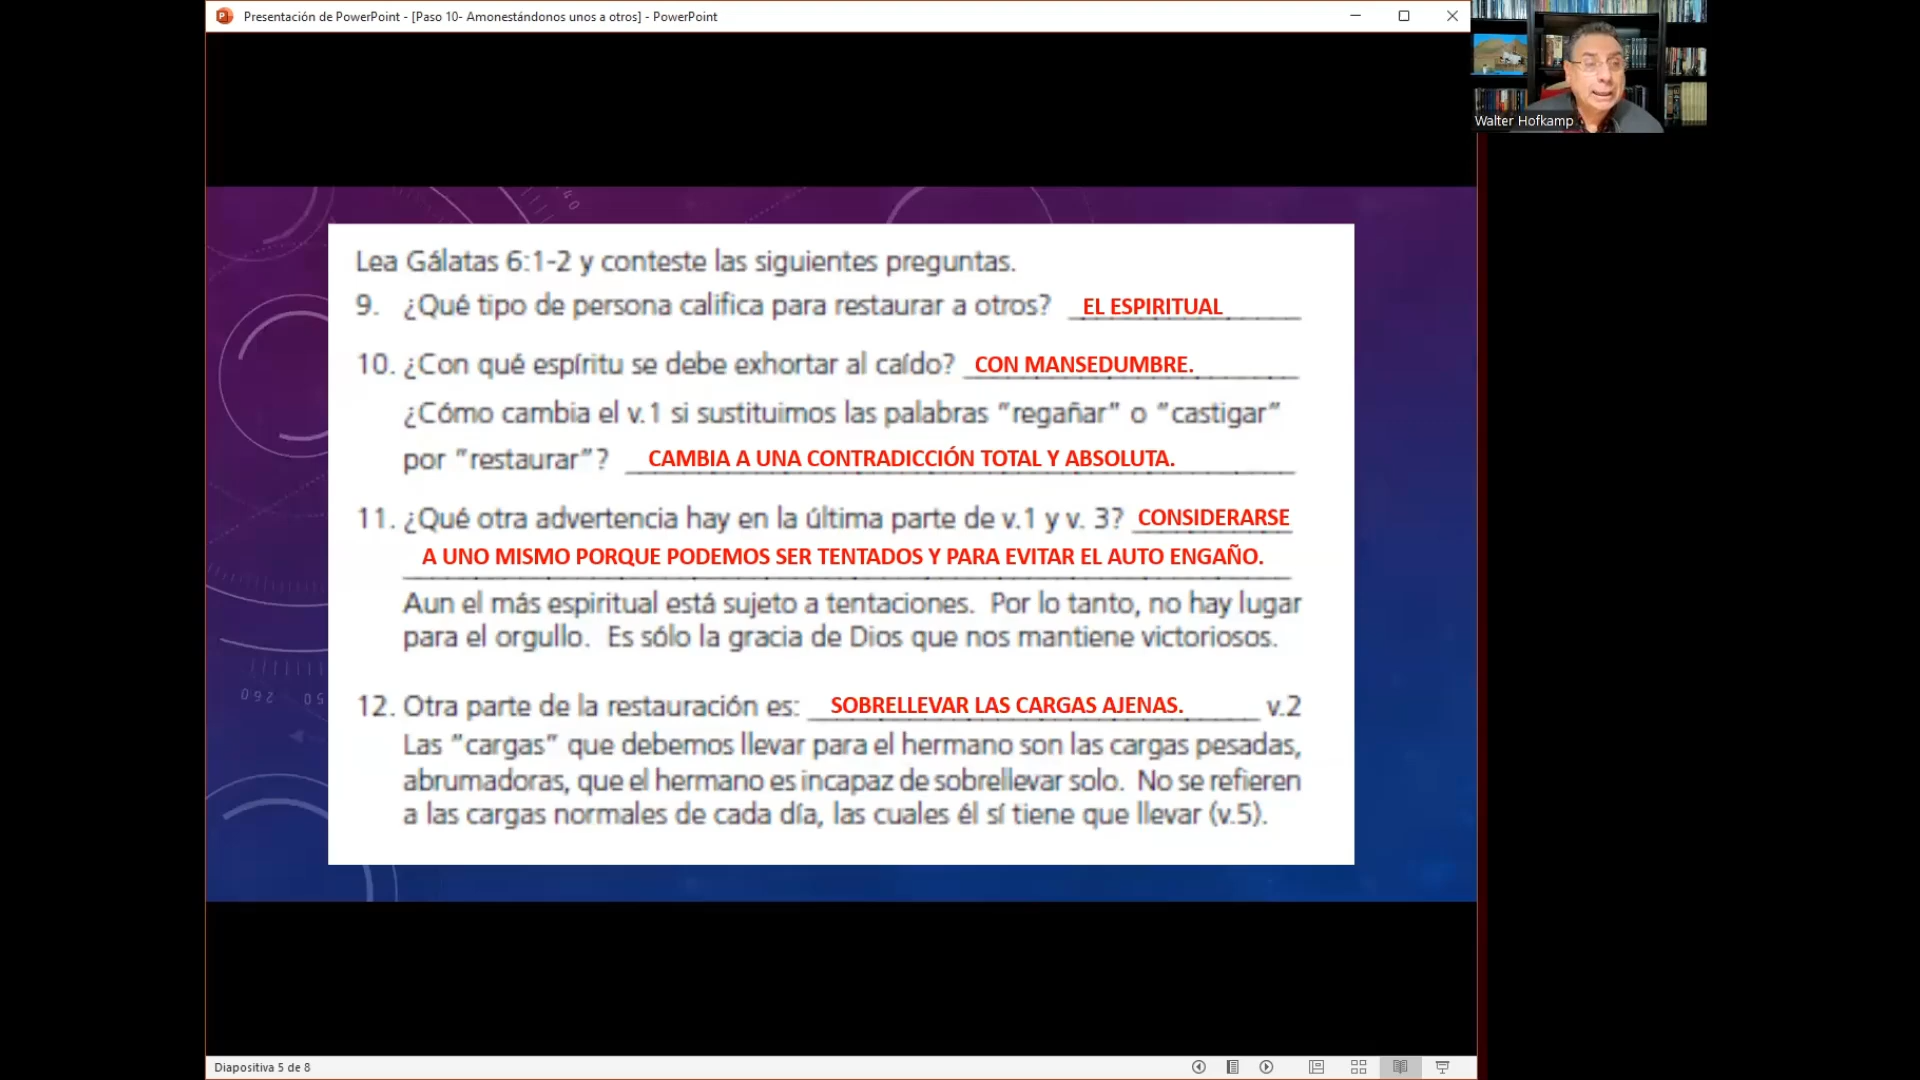 Presentación de PowerPoint - [Paso 10- Amonestándonos unos a otros] - PowerPoint
Walter Hofkamp
Lea Gálatas 6:1-2 y conteste las siguientes preguntas.
9. ¿Qué tipo de persona califica para restaurar a otros? EL ESPIRITUAL
10. ¿Con qué espíritu se debe exhortar al caído? CON MANSEDUMBRE.
¿Cómo cambia el v.1 si sustituimos las palabras "regañar" o "castigar"
por "restaurar"? CAMBIA A UNA CONTRADICCIÓN TOTAL Y ABSOLUTA.
11. ¿Qué otra advertencia hay en la última parte de v.1 y v. 3? CONSIDERARSE
A UNO MISMO PORQUE PODEMOS SER TENTADOS Y PARA EVITAR EL AUTO ENGAÑO.
Aun el más espiritual está sujeto a tentaciones. Por lo tanto, no hay lugar
para el orgullo. Es sólo la gracia de Dios que nos mantiene victoriosos.
12. Otra parte de la restauración es: SOBRELLEVAR LAS CARGAS AJENAS. v.2
Las "cargas" que debemos llevar para el hermano son las cargas pesadas,
abrumadoras, que el hermano es incapaz de sobrellevar solo. No se refieren
a las cargas normales de cada día, las cuales él sí tiene que llevar (v.5).
Diapositiva 5 de 8